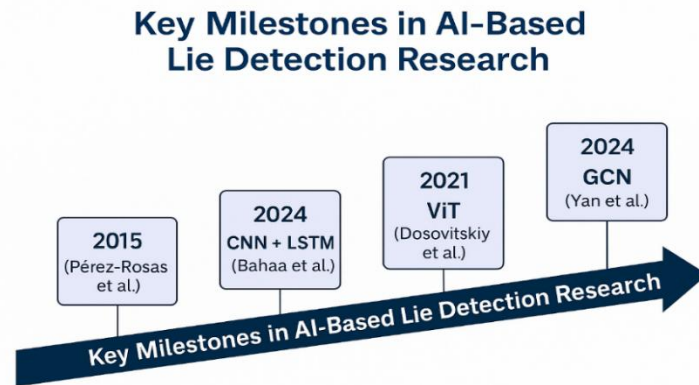 Key Milestones in AI-Based
Lie Detection Research
2015
(Pérez-Rosas
et al.)
2024
CNN + LSTM
(Bahaa et al.)
2021
ViT
(Dosovitskiy
et al.)
2024
GCN
(Yan et al.)
Key Milestones in AI-Based Lie Detection Research